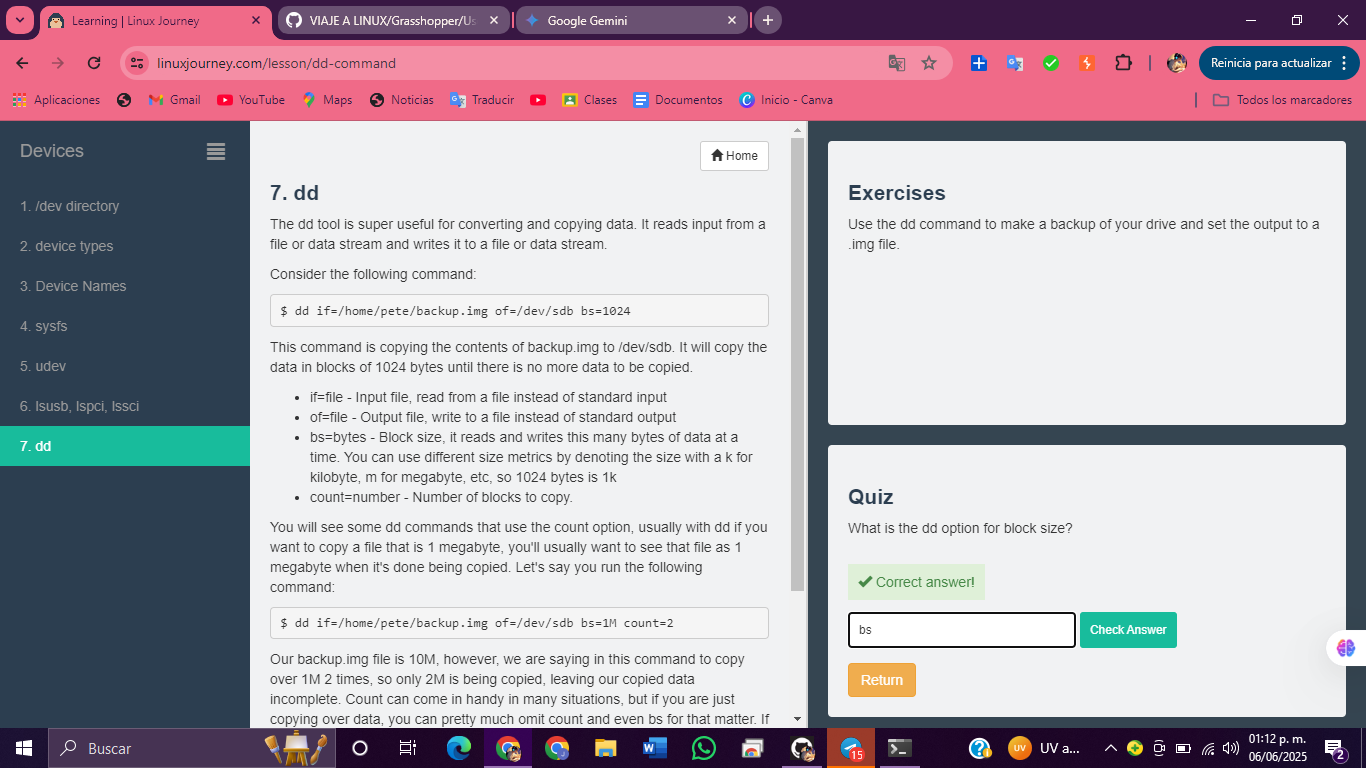 Learning | Linux Journey
VIAJE A LINUX/Grasshopper/Us
Google Gemini
linuxjourney.com/lesson/dd-command
Reinicia para actualizar
Aplicaciones
Gmail
YouTube
Maps
Noticias
Traducir
Clases
Documentos
Inicio - Canva
Todos los marcadores
Devices
1. /dev directory
2. device types
3. Device Names
4. sysfs
5. udev
6. lsusb, lspci, lssci
7. dd
Home
7. dd
The dd tool is super useful for converting and copying data. It reads input from a
file or data stream and writes it to a file or data stream.
Consider the following command:
$ dd if=/home/pete/backup.img of=/dev/sdb bs=1024
This command is copying the contents of backup.img to /dev/sdb. It will copy the
data in blocks of 1024 bytes until there is no more data to be copied.
• if=file - Input file, read from a file instead of standard input
• of=file - Output file, write to a file instead of standard output
• bs=bytes - Block size, it reads and writes this many bytes of data at a
time. You can use different size metrics by denoting the size with a k for
kilobyte, m for megabyte, etc, so 1024 bytes is 1k
• count=number - Number of blocks to copy.
You will see some dd commands that use the count option, usually with dd if you
want to copy a file that is 1 megabyte, you'll usually want to see that file as 1
megabyte when it's done being copied. Let's say you run the following
command:
$ dd if=/home/pete/backup.img of=/dev/sdb bs=1M count=2
Our backup.img file is 10M, however, we are saying in this command to copy
over 1M 2 times, so only 2M is being copied, leaving our copied data
incomplete. Count can come in handy in many situations, but if you are just
copying over data, you can pretty much omit count and even bs for that matter. If
Exercises
Use the dd command to make a backup of your drive and set the output to a
.img file.
Quiz
What is the dd option for block size?
Correct answer!
bs
Check Answer
Return
Buscar
15
UV
UV a...
01:12 p. m.
06/06/2025
2